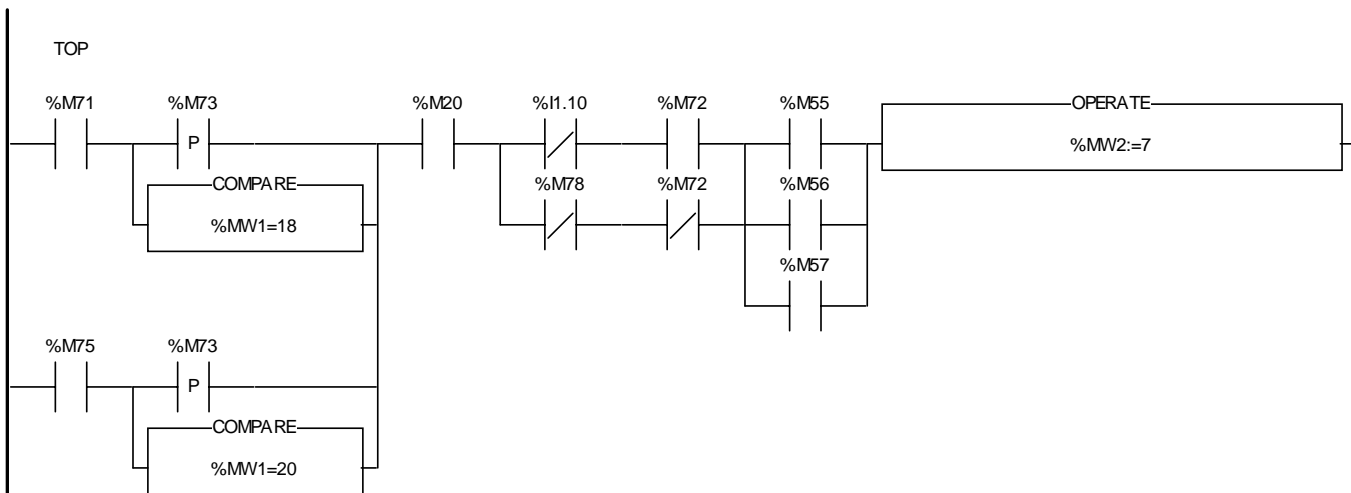 TOP
%M71 %M73 %M20 %I1.10 %M72 %M55 OPERATE
P %MW2:=7
COMPARE %M78 %M72 %M56
%MW1=18
%M57
%M75 %M73
P
COMPARE
%MW1=20